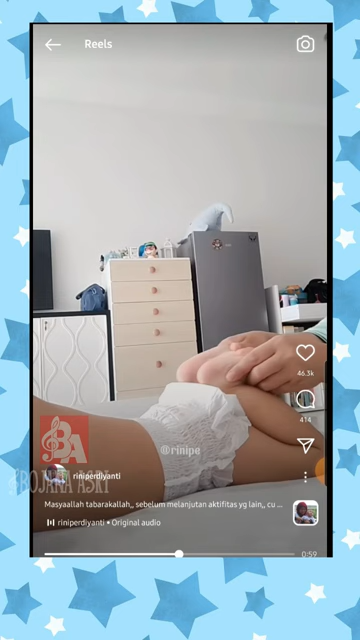 Reels
46.3k
414
BA
@rinipe
BOJANA ASRI
riniperdiyanti
Masyaallah tabarakallah,, sebelum melanjutan aktifitas yg lain,, cu ...
riniperdiyanti • Original audio
0:59